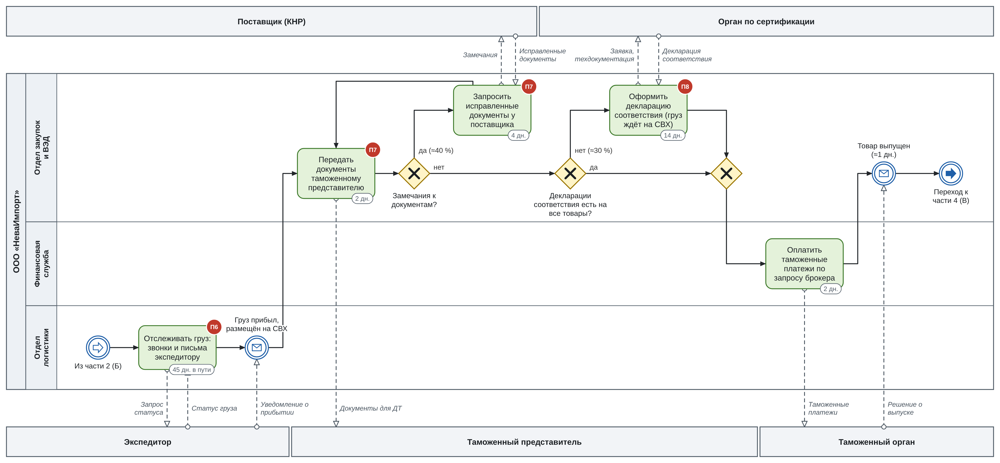 Поставщик (КНР)
Орган по сертификации
Замечания
Исправленные
документы
Заявка,
техдокументация
Декларация
соответствия
ООО «НеваИмпорт»
Отдел закупок
и ВЭД
П7
Запросить
исправленные
документы у
поставщика
4 дн.
П8
Оформить
декларацию
соответствия (груз
ждёт на СВХ)
14 дн.
П7
Передать
документы
таможенному
представителю
2 дн.
да (≈40 %)
нет
Замечания к
документам?
нет (≈30 %)
да
Декларации
соответствия есть на
все товары?
Товар выпущен
(≈1 дн.)
Переход к
части 4 (В)
Финансовая
служба
Оплатить
таможенные
платежи по
запросу брокера
2 дн.
Отдел
логистики
Из части 2 (Б)
П6
Отслеживать груз:
звонки и письма
экспедитору
45 дн. в пути
Груз прибыл,
размещён на СВХ
Запрос
статуса
Статус груза
Уведомление о
прибытии
Документы для ДТ
Таможенные
платежи
Решение о
выпуске
Экспедитор
Таможенный представитель
Таможенный орган